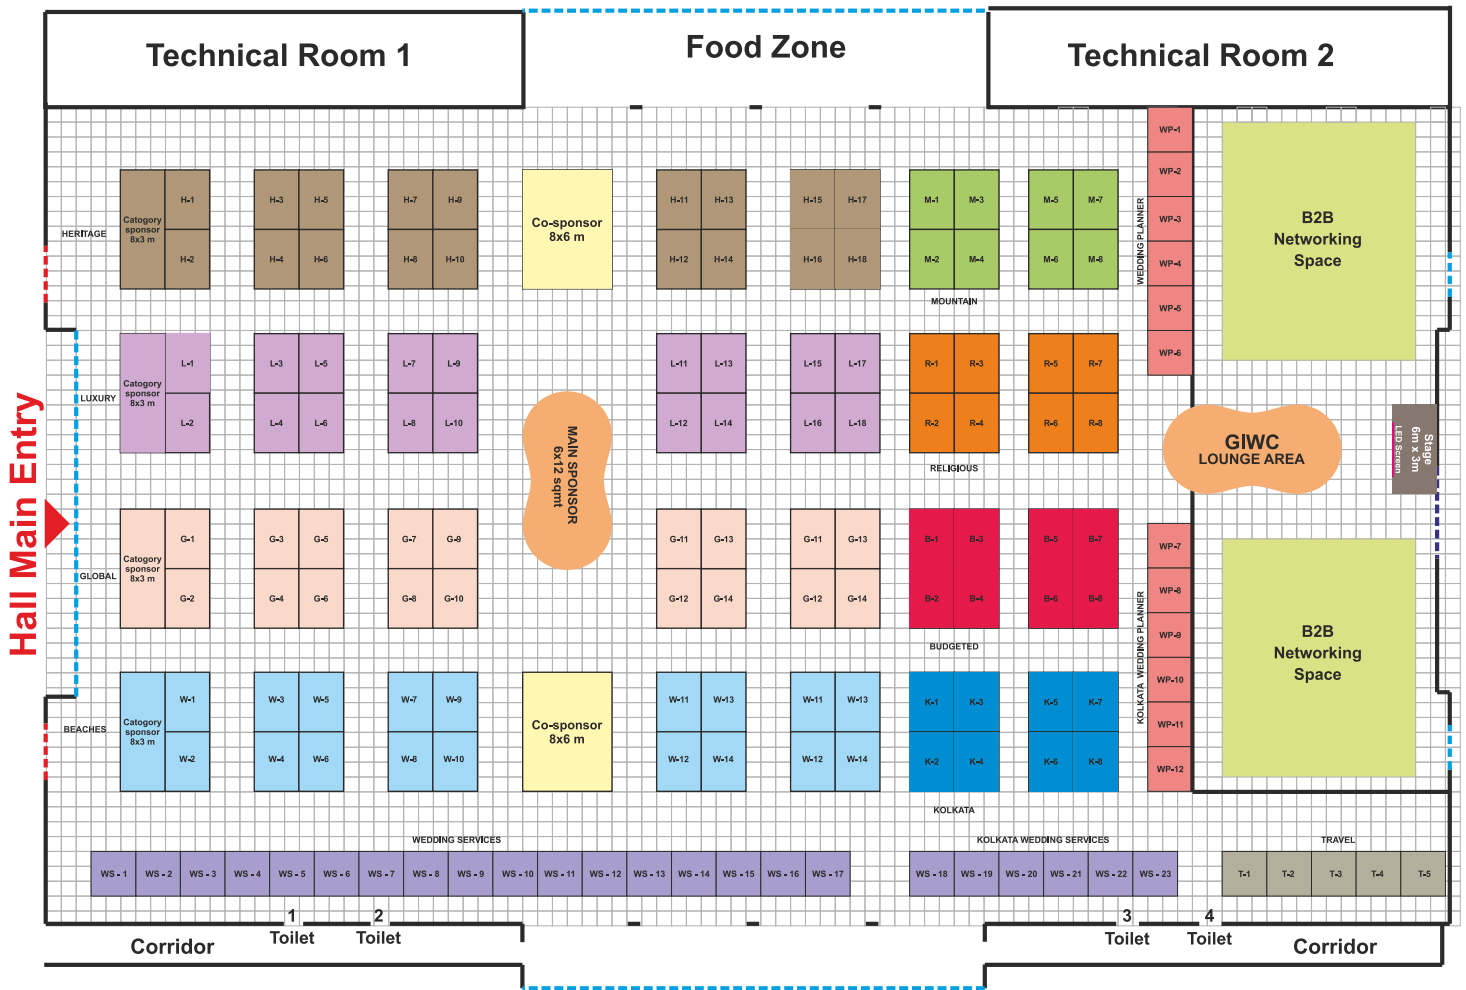 Technical Room 1
Food Zone
Technical Room 2
WP-1
WP-2
WP-3
WP-4
WP-5
WP-6
WEDDING PLANNER
B2B
Networking
Space
HERITAGE
Catogory
sponsor
8x3 m
H-1
H-3
H-5
H-7
H-9
H-2
H-4
H-6
H-8
H-10
Co-sponsor
8x6 m
H-11
H-13
H-15
H-17
H-12
H-14
H-16
H-18
M-1
M-3
M-5
M-7
M-2
M-4
M-6
M-8
MOUNTAIN
LUXURY
Catogory
sponsor
8x3 m
L-1
L-3
L-5
L-7
L-9
L-2
L-4
L-6
L-8
L-10
L-11
L-13
L-15
L-17
L-12
L-14
L-16
L-18
R-1
R-3
R-5
R-7
R-2
R-4
R-6
R-8
RELIGIOUS
MAIN SPONSOR
6x12 sqmt
GIWC
LOUNGE AREA
Stage
6m x 3m
LED Screen
Hall Main Entry
GLOBAL
Catogory
sponsor
8x3 m
G-1
G-3
G-5
G-7
G-9
G-2
G-4
G-6
G-8
G-10
G-11
G-13
G-11
G-13
G-12
G-14
G-12
G-14
B-1
B-3
B-5
B-7
B-2
B-4
B-6
B-8
BUDGETED
WP-7
WP-8
WP-9
WP-10
WP-11
WP-12
KOLKATA WEDDING PLANNER
B2B
Networking
Space
BEACHES
Catogory
sponsor
8x3 m
W-1
W-3
W-5
W-7
W-9
W-2
W-4
W-6
W-8
W-10
Co-sponsor
8x6 m
W-11
W-13
W-11
W-13
W-12
W-14
W-12
W-14
K-1
K-3
K-5
K-7
K-2
K-4
K-6
K-8
KOLKATA
WEDDING SERVICES
KOLKATA WEDDING SERVICES
TRAVEL
WS - 1
WS - 2
WS - 3
WS - 4
WS - 5
WS - 6
WS - 7
WS - 8
WS - 9
WS - 10
WS - 11
WS - 12
WS - 13
WS - 14
WS - 15
WS - 16
WS - 17
WS - 18
WS - 19
WS - 20
WS - 21
WS - 22
WS - 23
T-1
T-2
T-3
T-4
T-5
1
2
3
4
Corridor
Toilet
Toilet
Toilet
Toilet
Corridor